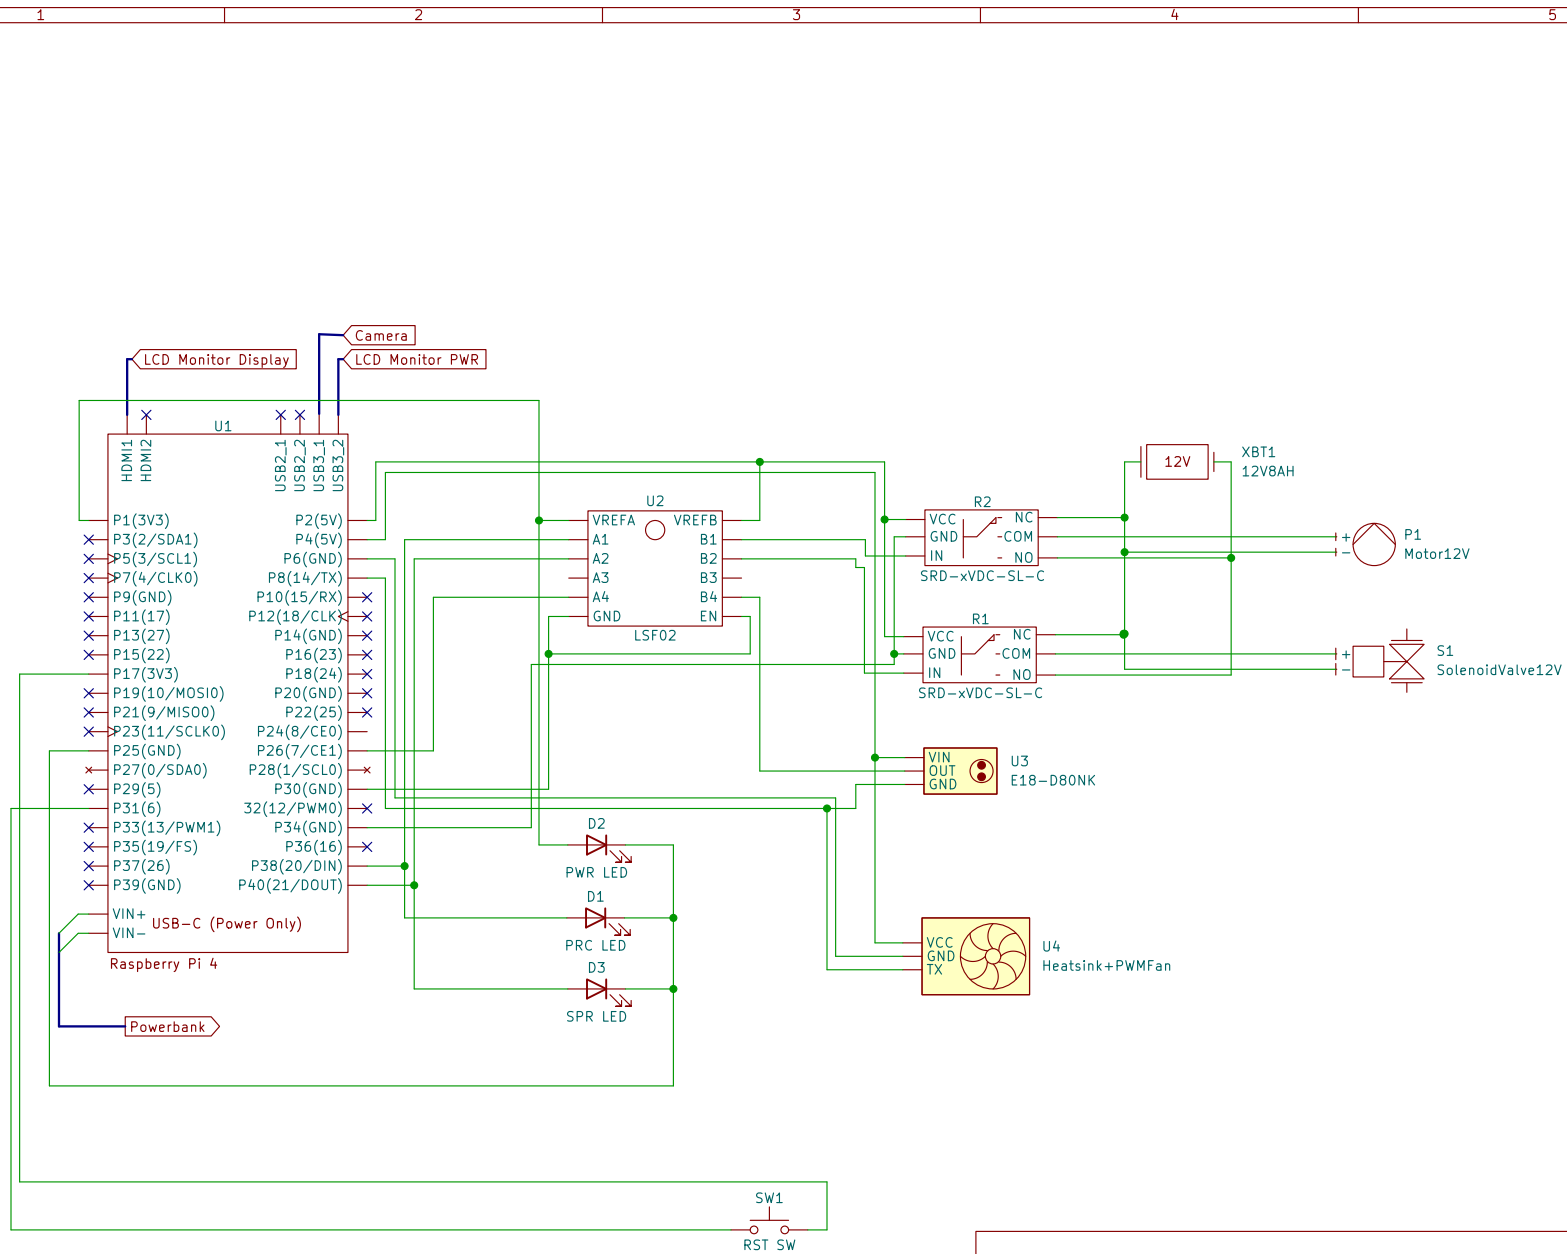 1 2 3 4 5
Camera
LCD Monitor Display
LCD Monitor PWR
U1
HDMI1
HDMI2
USB2_1
USB2_2
USB3_1
USB3_2
P1(3V3)
P3(2/SDA1)
P5(3/SCL1)
P7(4/CLK0)
P9(GND)
P11(17)
P13(27)
P15(22)
P17(3V3)
P19(10/MOSI0)
P21(9/MISO0)
P23(11/SCLK0)
P25(GND)
P27(0/SDA0)
P29(5)
P31(6)
P33(13/PWM1)
P35(19/FS)
P37(26)
P39(GND)
VIN+
VIN-
P2(5V)
P4(5V)
P6(GND)
P8(14/TX)
P10(15/RX)
P12(18/CLK)
P14(GND)
P16(23)
P18(24)
P20(GND)
P22(25)
P24(8/CE0)
P26(7/CE1)
P28(1/SCL0)
P30(GND)
32(12/PWM0)
P34(GND)
P36(16)
P38(20/DIN)
P40(21/DOUT)
USB-C (Power Only)
Raspberry Pi 4
Powerbank
U2
VREFA
A1
A2
A3
A4
GND
VREFB
B1
B2
B3
B4
EN
LSF02
D2
PWR LED
D1
PRC LED
D3
SPR LED
R2
VCC
GND
IN
NC
COM
NO
SRD-xVDC-SL-C
R1
VCC
GND
IN
NC
COM
NO
SRD-xVDC-SL-C
12V
XBT1
12V8AH
+
-
P1
Motor12V
+
-
S1
SolenoidValve12V
VIN
OUT
GND
U3
E18-D80NK
VCC
GND
TX
U4
Heatsink+PWMFan
SW1
RST SW